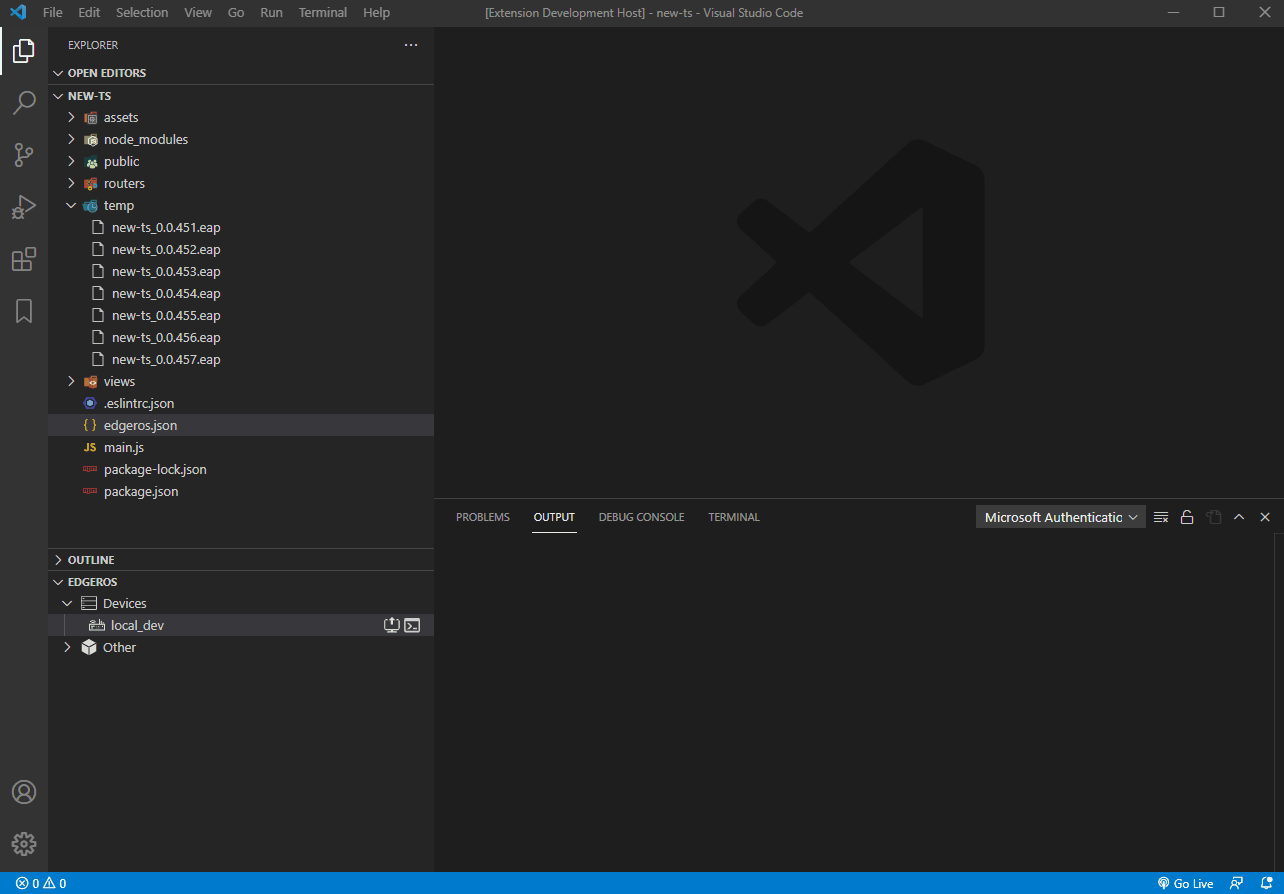 File Edit Selection View Go Run Terminal Help [Extension Development Host] - new-ts - Visual Studio Code
EXPLORER
OPEN EDITORS
NEW-TS
assets
node_modules
public
routers
temp
new-ts_0.0.451.eap
new-ts_0.0.452.eap
new-ts_0.0.453.eap
new-ts_0.0.454.eap
new-ts_0.0.455.eap
new-ts_0.0.456.eap
new-ts_0.0.457.eap
views
.eslintrc.json
{ } edgeros.json
JS main.js
package-lock.json
package.json
OUTLINE
EDGEROS
Devices
local_dev
Other
PROBLEMS OUTPUT DEBUG CONSOLE TERMINAL Microsoft Authenticatio
0 0 Go Live